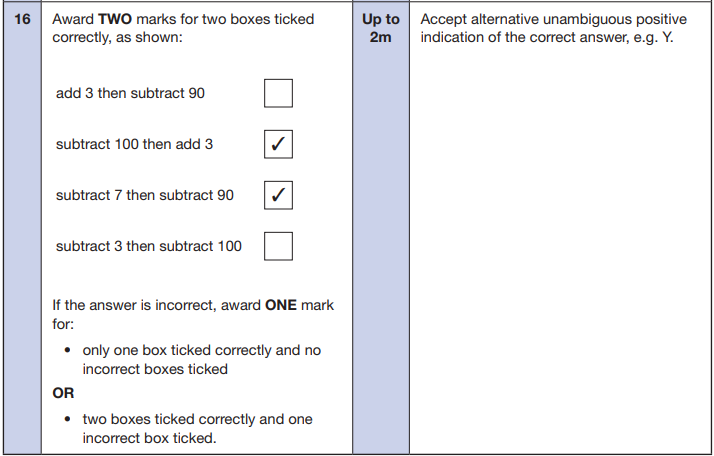 16
Award TWO marks for two boxes ticked
correctly, as shown:
add 3 then subtract 90
subtract 100 then add 3 ✓
subtract 7 then subtract 90 ✓
subtract 3 then subtract 100
If the answer is incorrect, award ONE mark
for:
• only one box ticked correctly and no
incorrect boxes ticked
OR
• two boxes ticked correctly and one
incorrect box ticked.
Up to
2m
Accept alternative unambiguous positive
indication of the correct answer, e.g. Y.